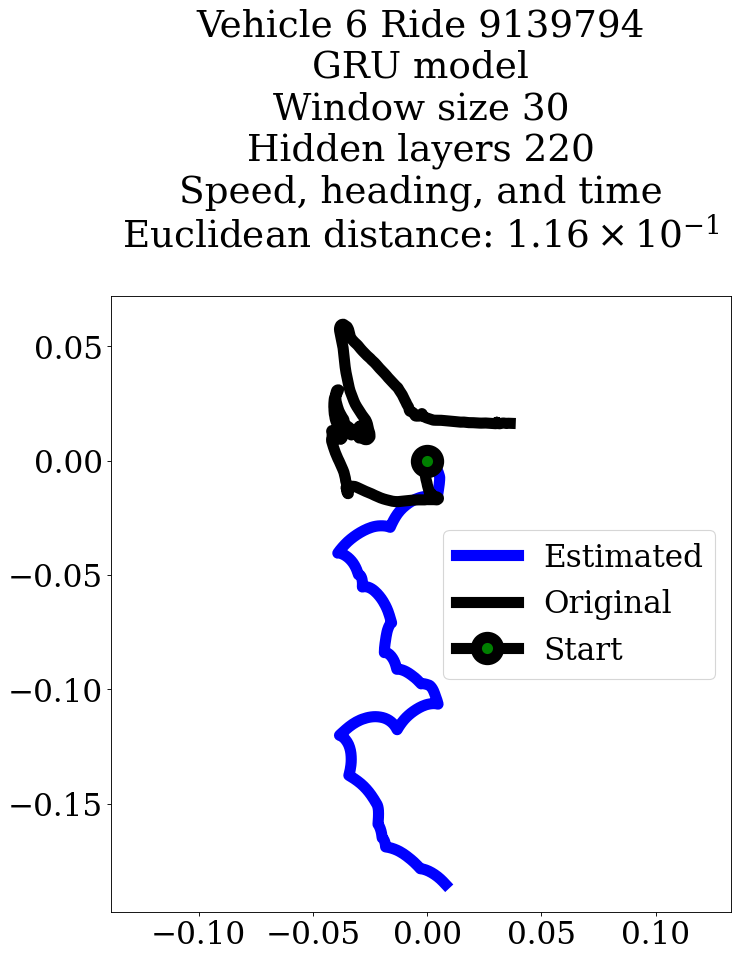 Vehicle 6 Ride 9139794
GRU model
Window size 30
Hidden layers 220
Speed, heading, and time
Euclidean distance: 1.16 × 10⁻¹
0.05
0.00
−0.05
−0.10
−0.15
Estimated
Original
Start
−0.10 −0.05 0.00 0.05 0.10